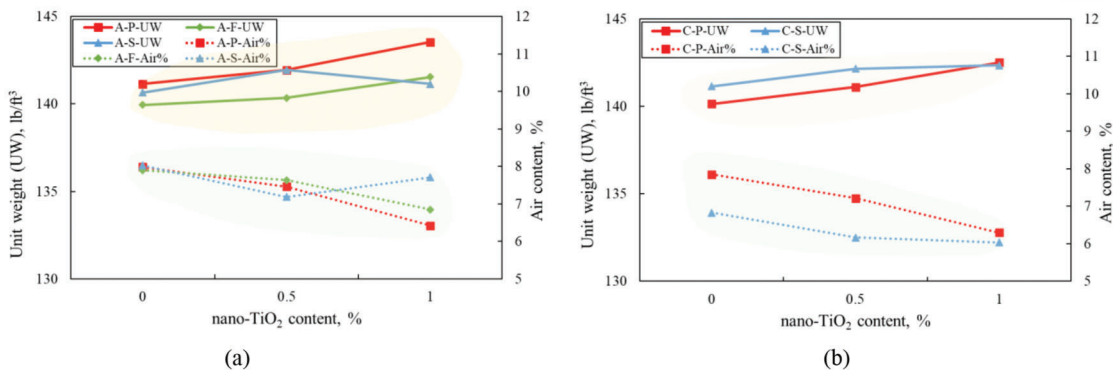 145
140
135
130
12
11
10
9
8
7
6
5
0
0.5
1
Unit weight (UW), lb/ft³
Air content, %
nano-TiO₂ content, %
A-P-UW
A-F-UW
A-S-UW
A-P-Air%
A-F-Air%
A-S-Air%
(a)
145
140
135
130
12
11
10
9
8
7
6
5
0
0.5
1
Unit weight (UW), lb/ft³
Air content, %
nano-TiO₂ content, %
C-P-UW
C-S-UW
C-P-Air%
C-S-Air%
(b)